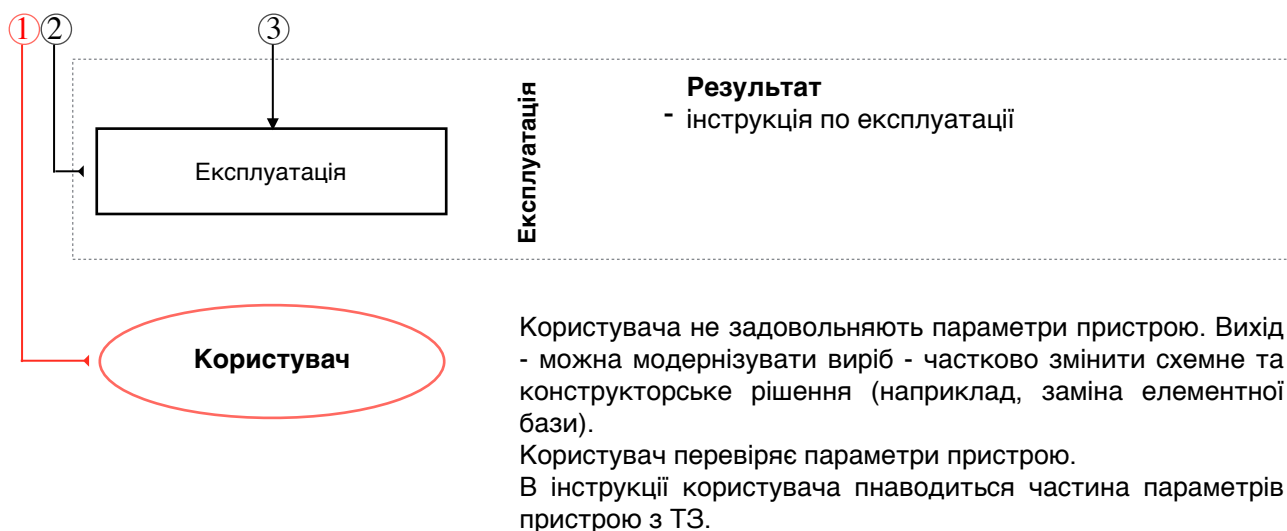 1 2 3
Експлуатація
Експлуатація
Результат
- інструкція по експлуатації
Користувач
Користувача не задовольняють параметри пристрою. Вихід
- можна модернізувати виріб - частково змінити схемне та
конструкторське рішення (наприклад, заміна елементної
бази).
Користувач перевіряє параметри пристрою.
В інструкції користувача пнаводиться частина параметрів
пристрою з ТЗ.